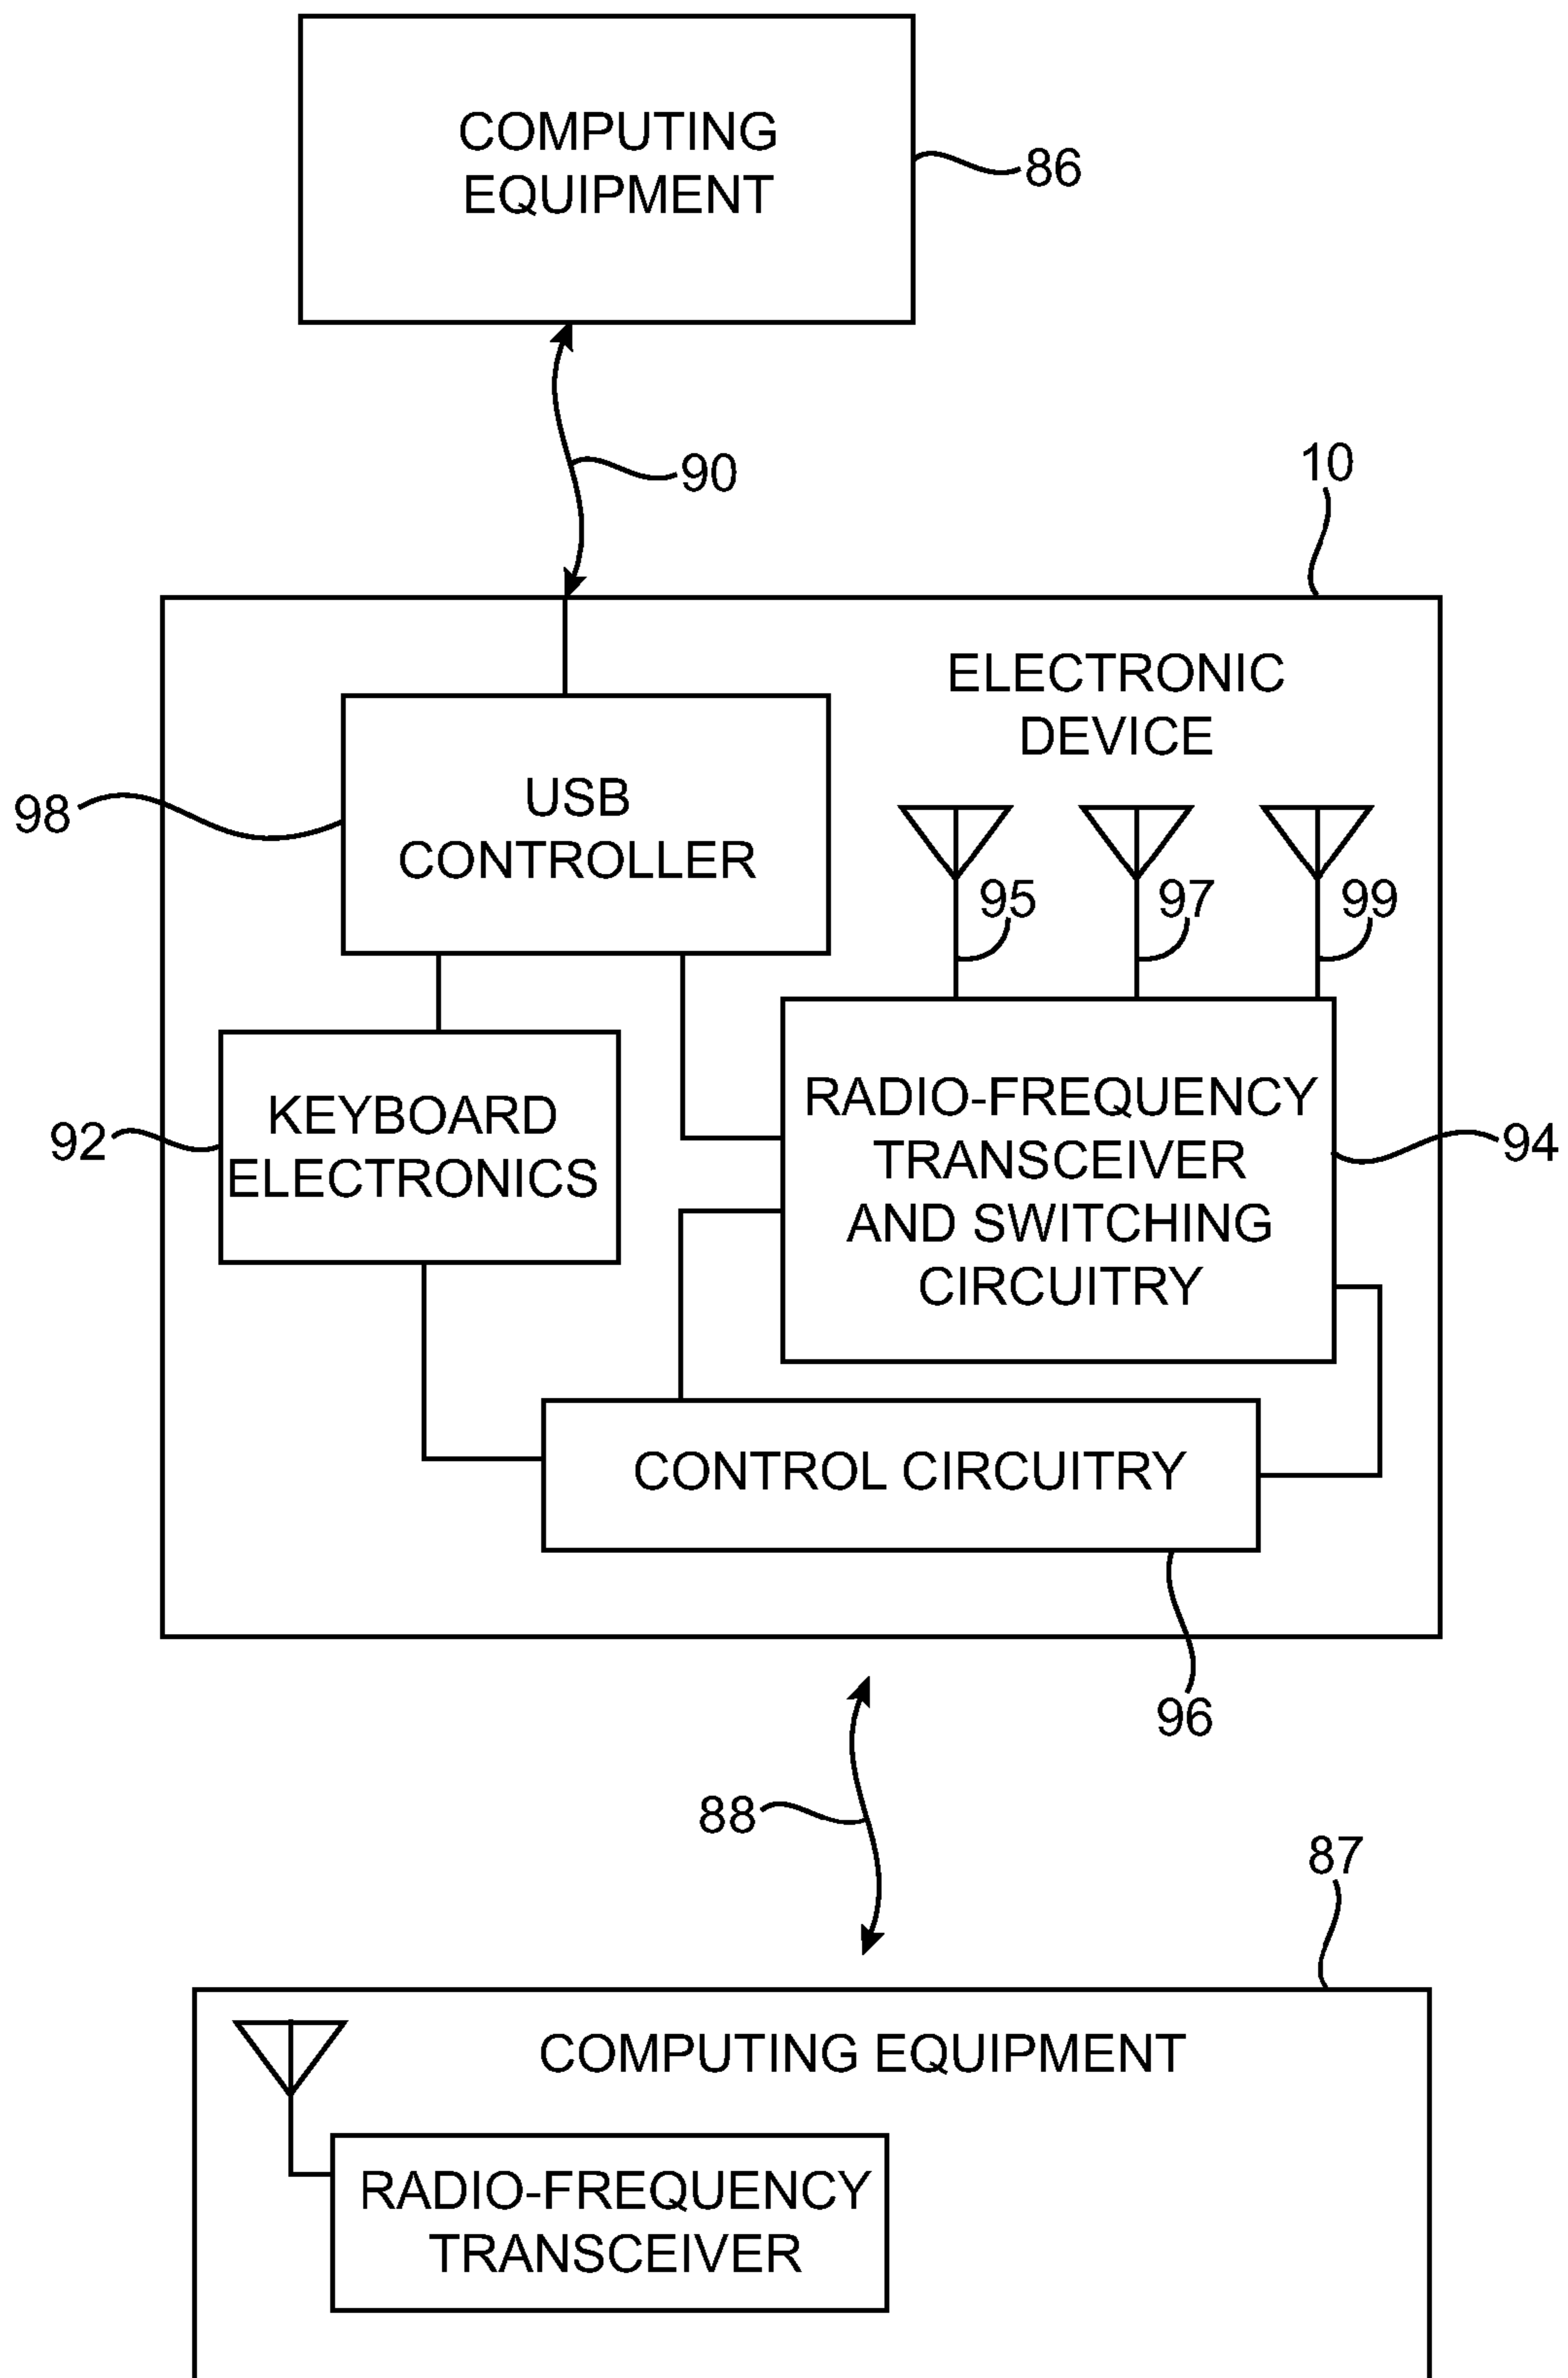 COMPUTING
EQUIPMENT
86
90
10
ELECTRONIC
DEVICE
USB
CONTROLLER
98
95
97
99
KEYBOARD
ELECTRONICS
92
RADIO-FREQUENCY
TRANSCEIVER
AND SWITCHING
CIRCUITRY
94
CONTROL CIRCUITRY
96
88
87
COMPUTING EQUIPMENT
RADIO-FREQUENCY
TRANSCEIVER